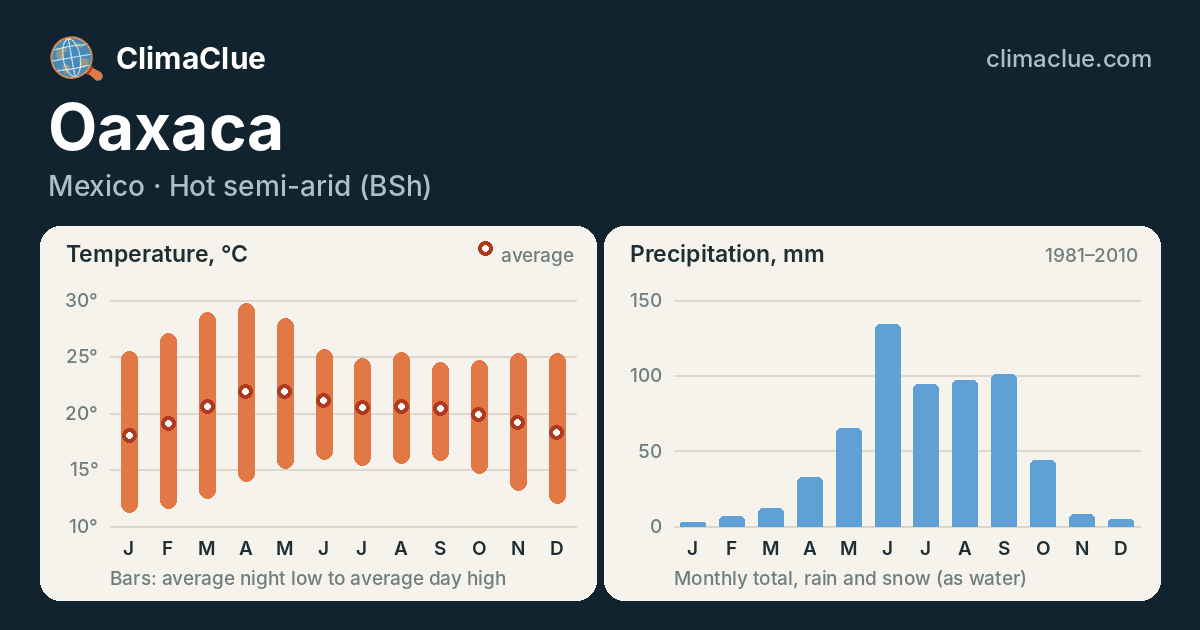 ClimaClue
climaclue.com
Oaxaca
Mexico · Hot semi-arid (BSh)
Temperature, °C
average
30°
25°
20°
15°
10°
J F M A M J J A S O N D
Bars: average night low to average day high
Precipitation, mm
1981–2010
150
100
50
0
J F M A M J J A S O N D
Monthly total, rain and snow (as water)